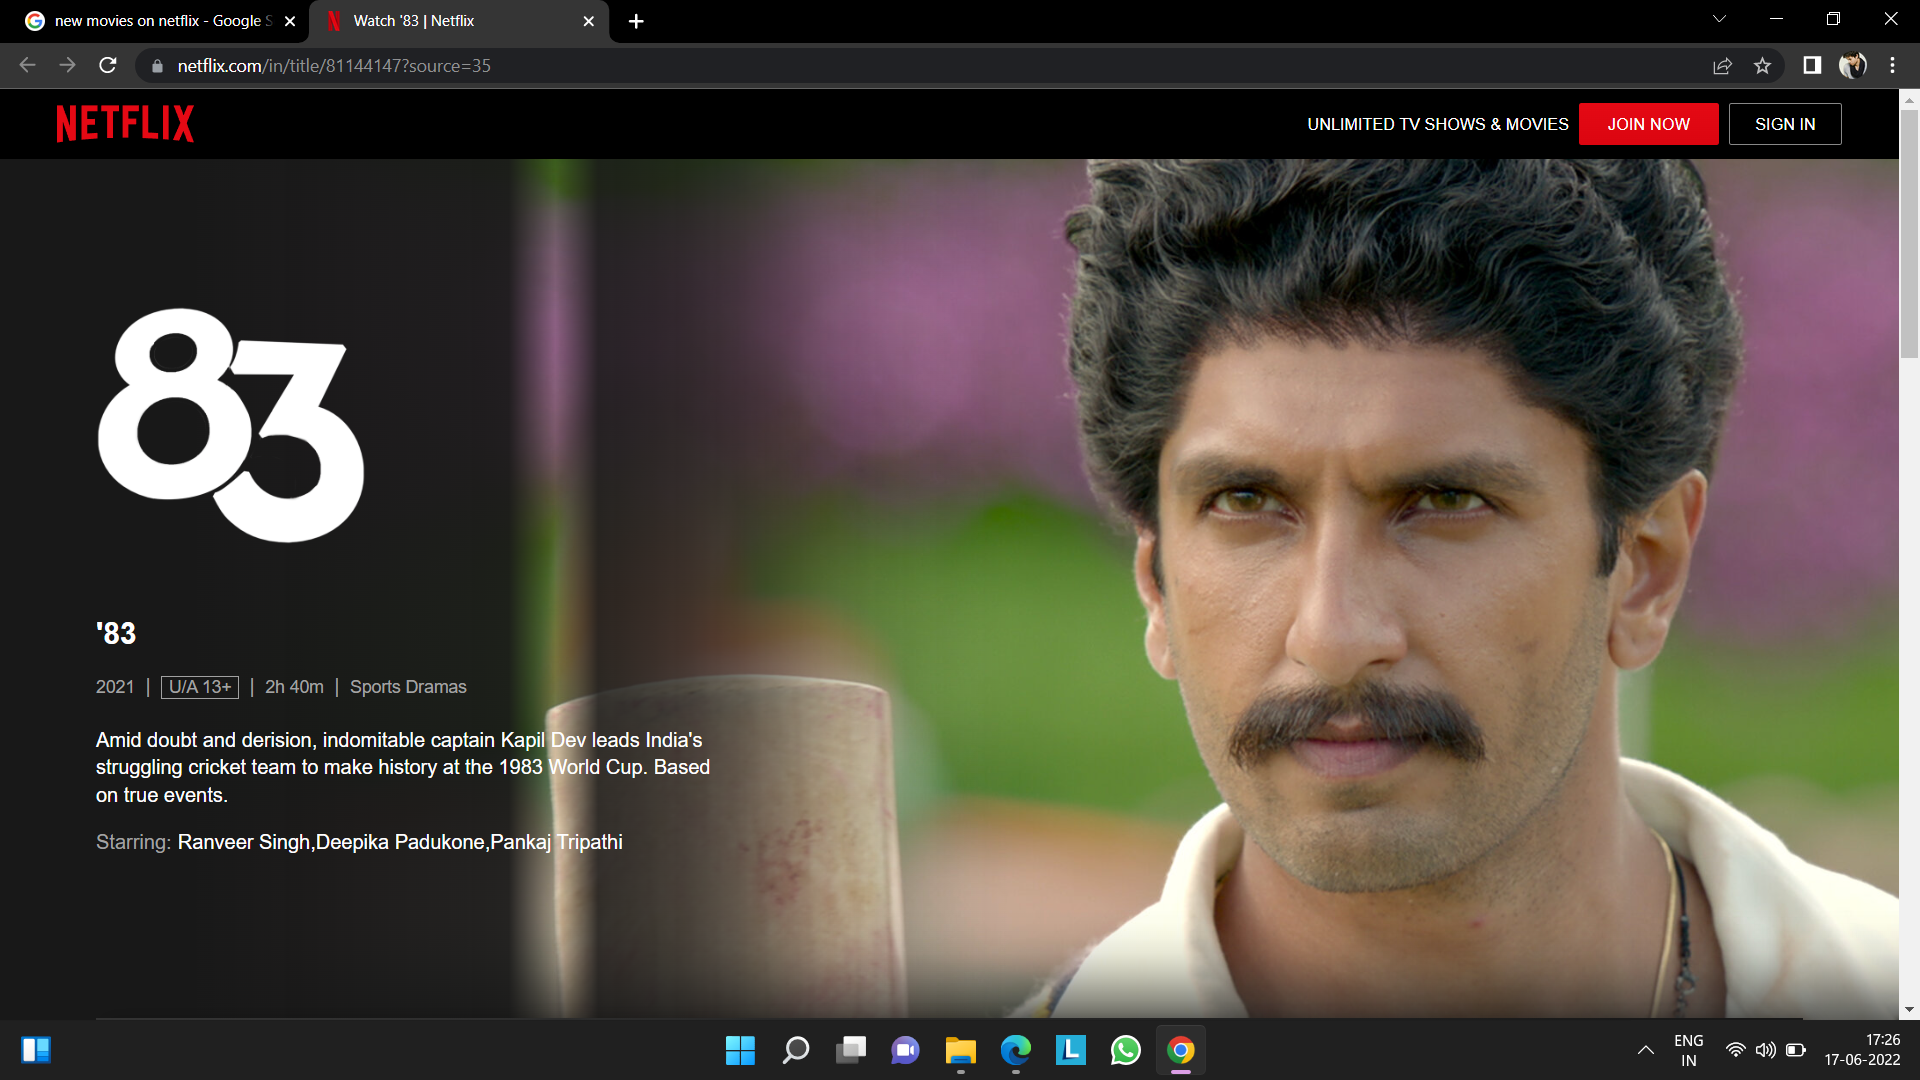 new movies on netflix - Google S
Watch '83 | Netflix
netflix.com/in/title/81144147?source=35
NETFLIX
UNLIMITED TV SHOWS & MOVIES
JOIN NOW
SIGN IN
83
'83
2021 | U/A 13+ | 2h 40m | Sports Dramas
Amid doubt and derision, indomitable captain Kapil Dev leads India's
struggling cricket team to make history at the 1983 World Cup. Based
on true events.
Starring: Ranveer Singh,Deepika Padukone,Pankaj Tripathi
L
ENG
IN
17:26
17-06-2022